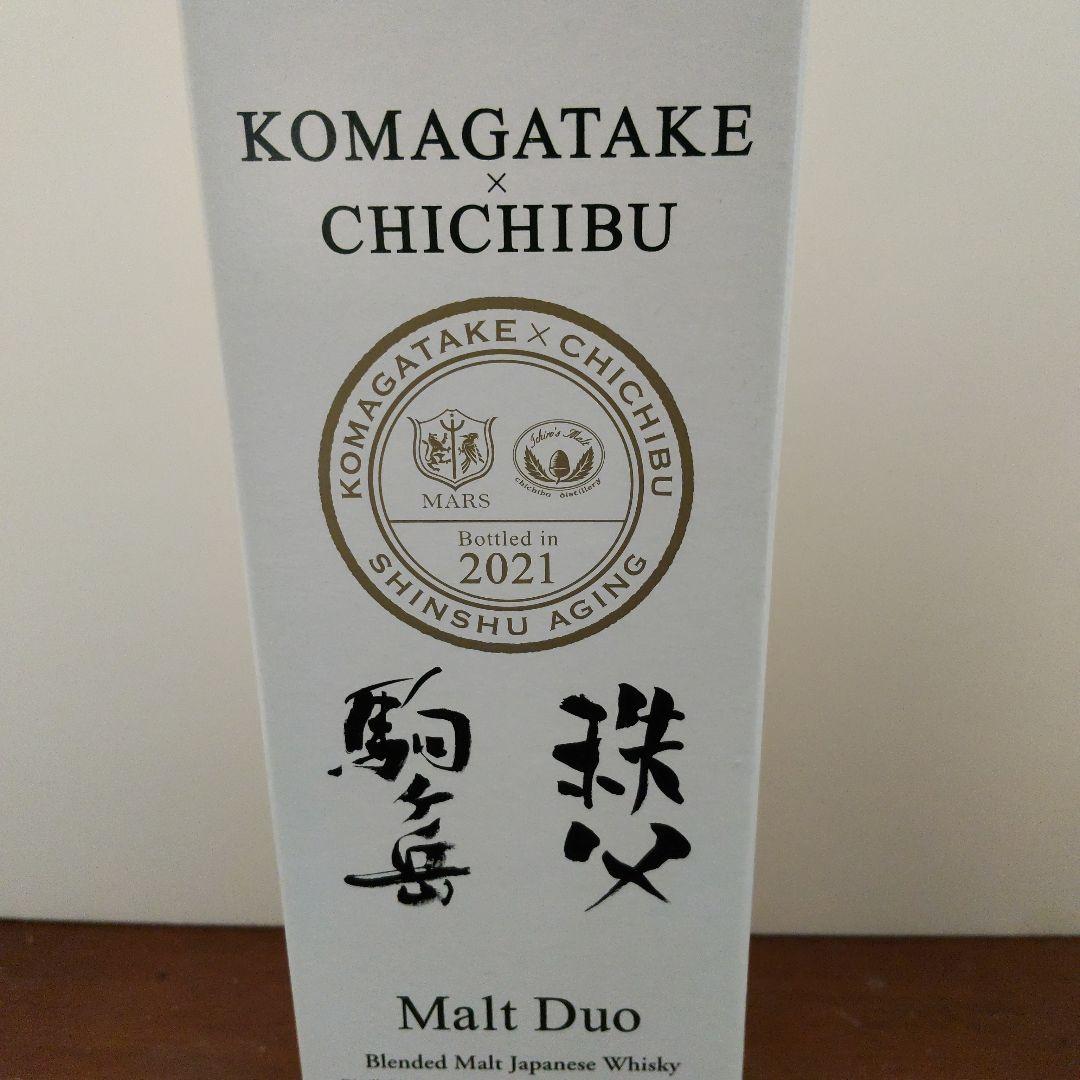 KOMAGATAKE
×
CHICHIBU
KOMAGATAKE × CHICHIBU
MARS
Ichiro's Malt
chichibu distillery
Bottled in
2021
SHINSHU AGING
駒ヶ岳
秩父
Malt Duo
Blended Malt Japanese Whisky